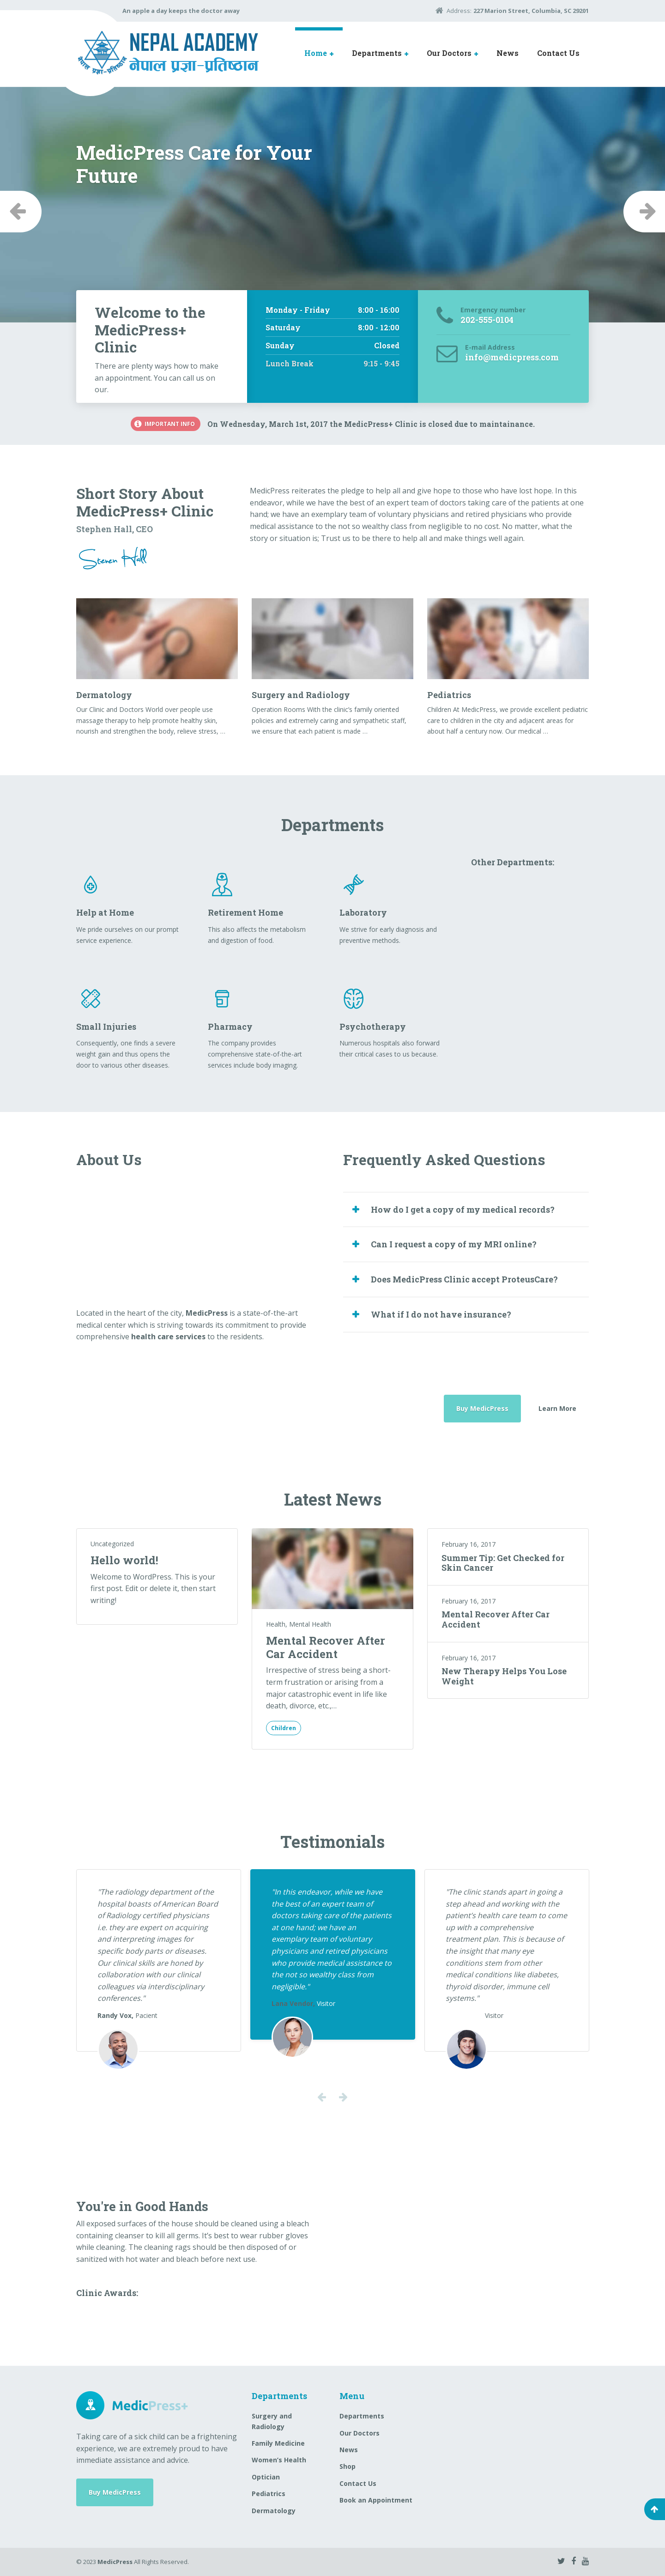 An apple a day keeps the doctor away
Address: 227 Marion Street, Columbia, SC 29201
NEPAL ACADEMY
नेपाल प्रज्ञा-प्रतिष्ठान
Home
Departments
Our Doctors
News
Contact Us
MedicPress Care for Your
Future
Welcome to the
MedicPress+
Clinic
There are plenty ways how to make
an appointment. You can call us on
our.
Monday - Friday 8:00 - 16:00
Saturday 8:00 - 12:00
Sunday Closed
Lunch Break 9:15 - 9:45
Emergency number
202-555-0104
E-mail Address
info@medicpress.com
IMPORTANT INFO
On Wednesday, March 1st, 2017 the MedicPress+ Clinic is closed due to maintainance.
Short Story About
MedicPress+ Clinic
Stephen Hall, CEO
Steven Hall
MedicPress reiterates the pledge to help all and give hope to those who have lost hope. In this
endeavor, while we have the best of an expert team of doctors taking care of the patients at one
hand; we have an exemplary team of voluntary physicians and retired physicians who provide
medical assistance to the not so wealthy class from negligible to no cost. No matter, what the
story or situation is; Trust us to be there to help all and make things well again.
Dermatology
Our Clinic and Doctors World over people use
massage therapy to help promote healthy skin,
nourish and strengthen the body, relieve stress, …
Surgery and Radiology
Operation Rooms With the clinic’s family oriented
policies and extremely caring and sympathetic staff,
we ensure that each patient is made …
Pediatrics
Children At MedicPress, we provide excellent pediatric
care to children in the city and adjacent areas for
about half a century now. Our medical …
Departments
Help at Home
We pride ourselves on our prompt
service experience.
Retirement Home
This also affects the metabolism
and digestion of food.
Laboratory
We strive for early diagnosis and
preventive methods.
Other Departments:
Small Injuries
Consequently, one finds a severe
weight gain and thus opens the
door to various other diseases.
Pharmacy
The company provides
comprehensive state-of-the-art
services include body imaging.
Psychotherapy
Numerous hospitals also forward
their critical cases to us because.
About Us
Located in the heart of the city, MedicPress is a state-of-the-art
medical center which is striving towards its commitment to provide
comprehensive health care services to the residents.
Frequently Asked Questions
How do I get a copy of my medical records?
Can I request a copy of my MRI online?
Does MedicPress Clinic accept ProteusCare?
What if I do not have insurance?
Buy MedicPress
Learn More
Latest News
Uncategorized
Hello world!
Welcome to WordPress. This is your
first post. Edit or delete it, then start
writing!
Health, Mental Health
Mental Recover After
Car Accident
Irrespective of stress being a short-
term frustration or arising from a
major catastrophic event in life like
death, divorce, etc.,…
Children
February 16, 2017
Summer Tip: Get Checked for
Skin Cancer
February 16, 2017
Mental Recover After Car
Accident
February 16, 2017
New Therapy Helps You Lose
Weight
Testimonials
"The radiology department of the
hospital boasts of American Board
of Radiology certified physicians
i.e. they are expert on acquiring
and interpreting images for
specific body parts or diseases.
Our clinical skills are honed by
collaboration with our clinical
colleagues via interdisciplinary
conferences."
Randy Vox, Pacient
"In this endeavor, while we have
the best of an expert team of
doctors taking care of the patients
at one hand; we have an
exemplary team of voluntary
physicians and retired physicians
who provide medical assistance to
the not so wealthy class from
negligible."
Visitor
"The clinic stands apart in going a
step ahead and working with the
patient’s health care team to come
up with a comprehensive
treatment plan. This is because of
the insight that many eye
conditions stem from other
medical conditions like diabetes,
thyroid disorder, immune cell
systems."
Visitor
You're in Good Hands
All exposed surfaces of the house should be cleaned using a bleach
containing cleanser to kill all germs. It’s best to wear rubber gloves
while cleaning. The cleaning rags should be then disposed of or
sanitized with hot water and bleach before next use.
Clinic Awards:
MedicPress+
Taking care of a sick child can be a frightening
experience, we are extremely proud to have
immediate assistance and advice.
Buy MedicPress
Departments
Surgery and
Radiology
Family Medicine
Women’s Health
Optician
Pediatrics
Dermatology
Menu
Departments
Our Doctors
News
Shop
Contact Us
Book an Appointment
© 2023 MedicPress All Rights Reserved.